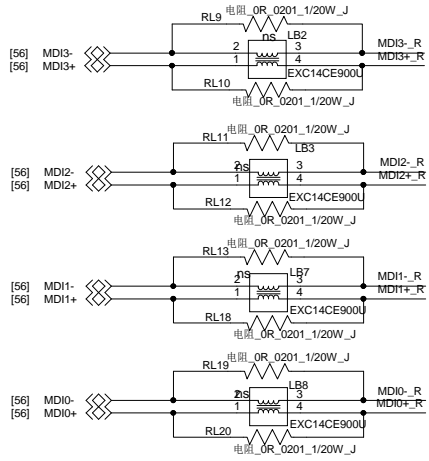 电阻_0R_0201_1/20W_J
RL9
ns LB2
[56] MDI3- 2 3 MDI3-_R
[56] MDI3+ 1 4 MDI3+_R
RL10 EXC14CE900U
电阻_0R_0201_1/20W_J
电阻_0R_0201_1/20W_J
RL11
ns LB3
[56] MDI2- 2 3 MDI2-_R
[56] MDI2+ 1 4 MDI2+_R
RL12 EXC14CE900U
电阻_0R_0201_1/20W_J
电阻_0R_0201_1/20W_J
RL13
ns LB7
[56] MDI1- 2 3 MDI1-_R
[56] MDI1+ 1 4 MDI1+_R
RL18 EXC14CE900U
电阻_0R_0201_1/20W_J
电阻_0R_0201_1/20W_J
RL19
ns LB8
[56] MDI0- 2 3 MDI0-_R
[56] MDI0+ 1 4 MDI0+_R
RL20 EXC14CE900U
电阻_0R_0201_1/20W_J